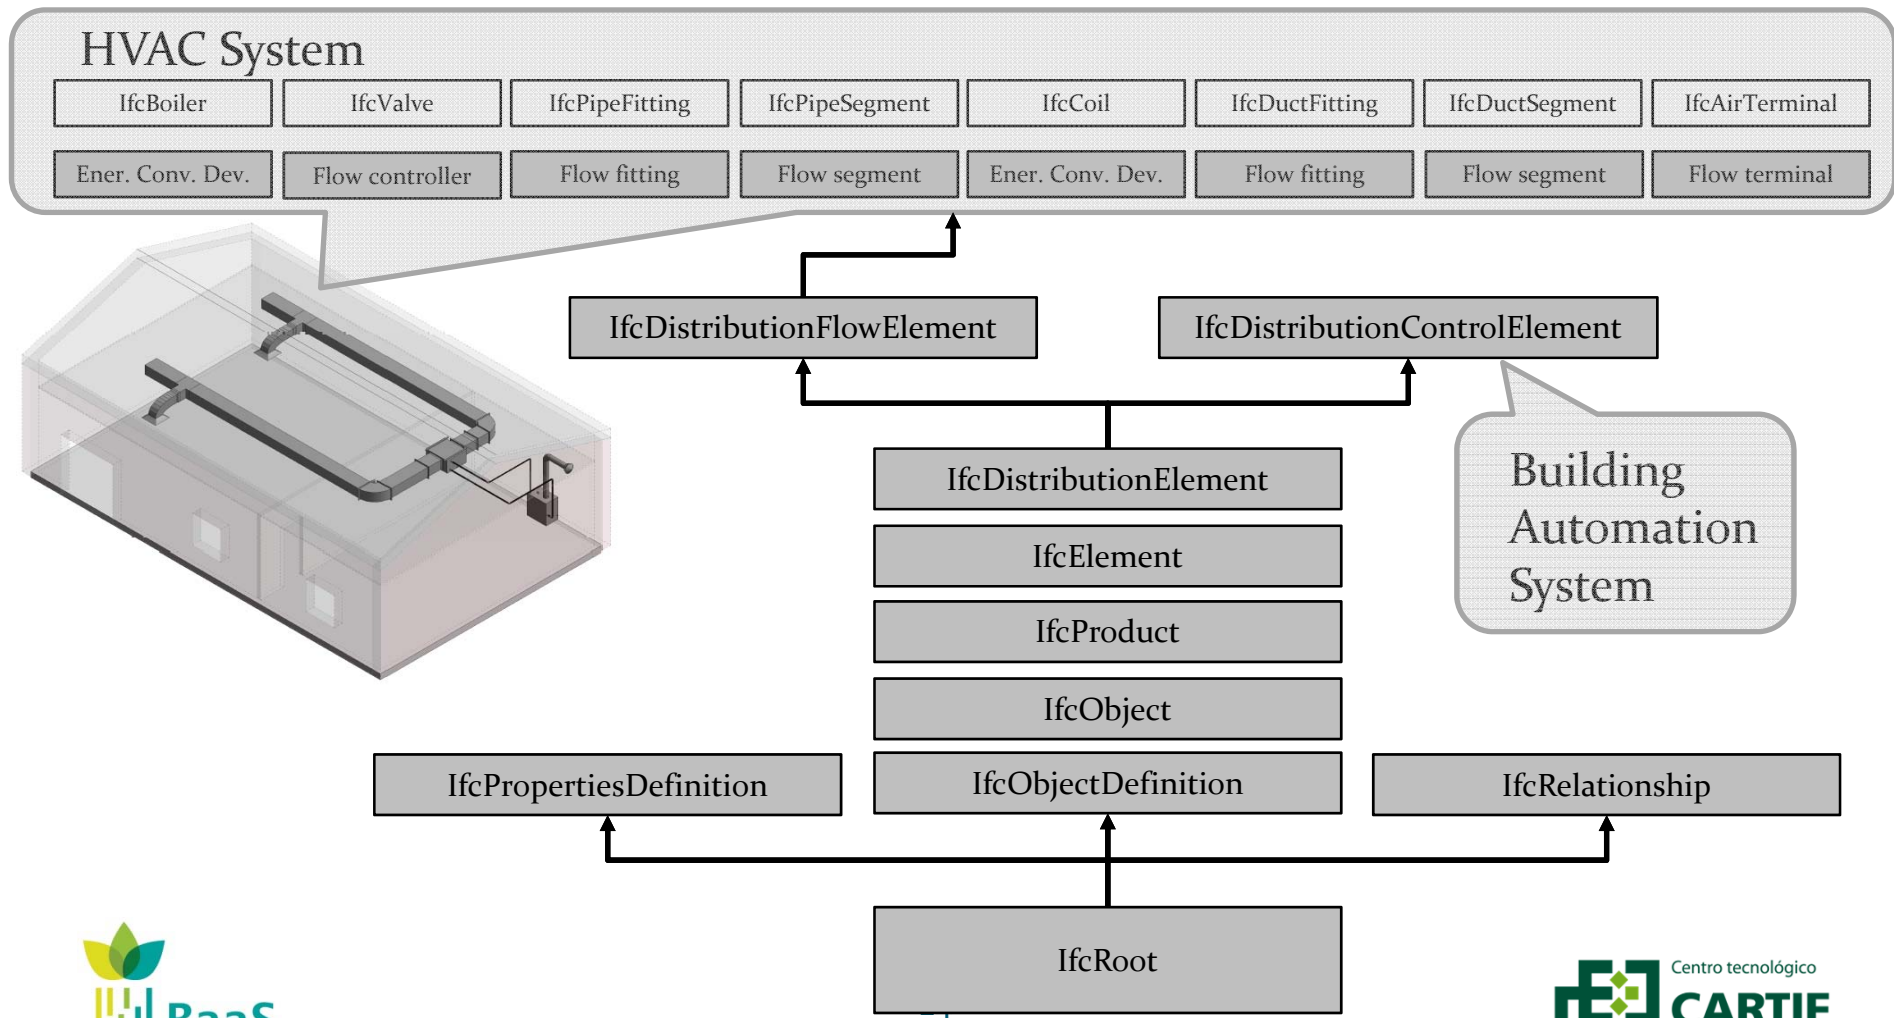 HVAC System
IfcBoiler IfcValve IfcPipeFitting IfcPipeSegment IfcCoil IfcDuctFitting IfcDuctSegment IfcAirTerminal
Ener. Conv. Dev. Flow controller Flow fitting Flow segment Ener. Conv. Dev. Flow fitting Flow segment Flow terminal
IfcDistributionFlowElement IfcDistributionControlElement
IfcDistributionElement
Building
Automation
System
IfcElement
IfcProduct
IfcObject
IfcPropertiesDefinition IfcObjectDefinition IfcRelationship
IfcRoot
BaaS
Centro tecnológico
CARTIF